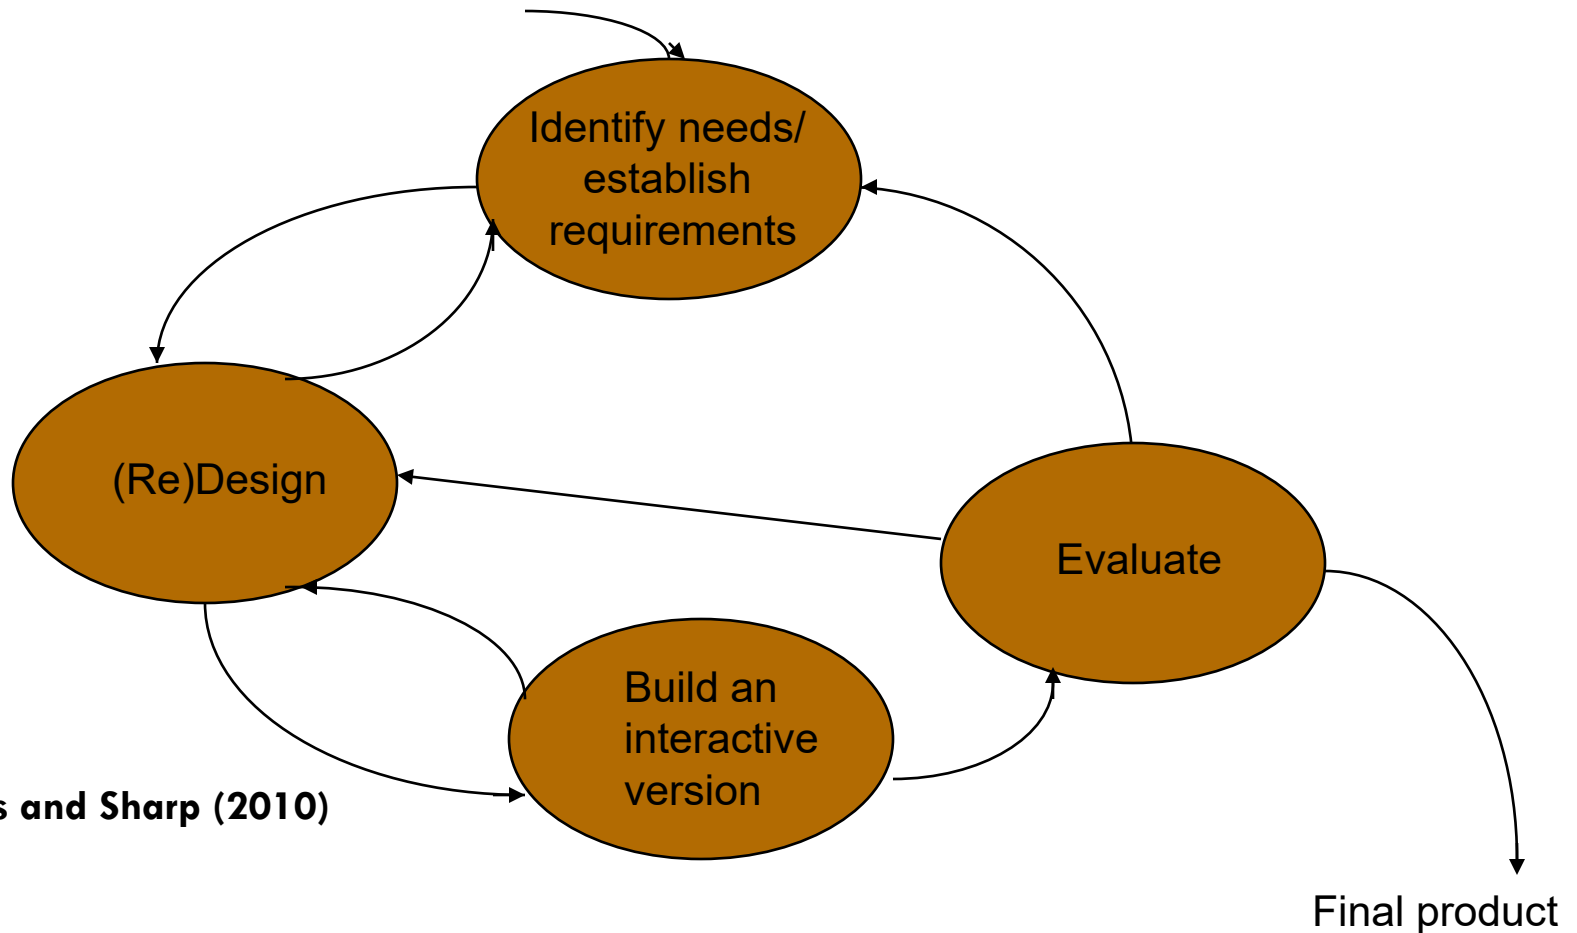 Identify needs/
establish
requirements
(Re)Design
Evaluate
Build an
interactive
version
and Sharp (2010)
Final product